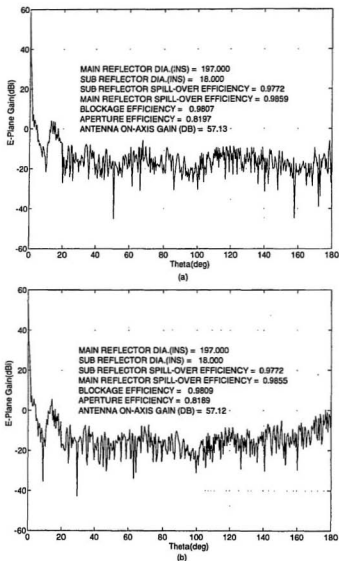 60
40
20
0
-20
-40
-60
E-Plane Gain(dBi)
MAIN REFLECTOR DIA.(INS) = 197.000
SUB REFLECTOR DIA.(INS) = 18.000
SUB REFLECTOR SPILL-OVER EFFICIENCY = 0.9772
MAIN REFLECTOR SPILL-OVER EFFICIENCY = 0.9859
BLOCKAGE EFFICIENCY = 0.9807
APERTURE EFFICIENCY = 0.8197
ANTENNA ON-AXIS GAIN (DB) = 57.13
0 20 40 60 80 100 120 140 160 180
Theta(deg)
(a)
60
40
20
0
-20
-40
-60
E-Plane Gain(dBi)
MAIN REFLECTOR DIA.(INS) = 197.000
SUB REFLECTOR DIA.(INS) = 18.000
SUB REFLECTOR SPILL-OVER EFFICIENCY = 0.9772
MAIN REFLECTOR SPILL-OVER EFFICIENCY = 0.9855
BLOCKAGE EFFICIENCY = 0.9809
APERTURE EFFICIENCY = 0.8189
ANTENNA ON-AXIS GAIN (DB) = 57.12
0 20 40 60 80 100 120 140 160 180
Theta(deg)
(b)